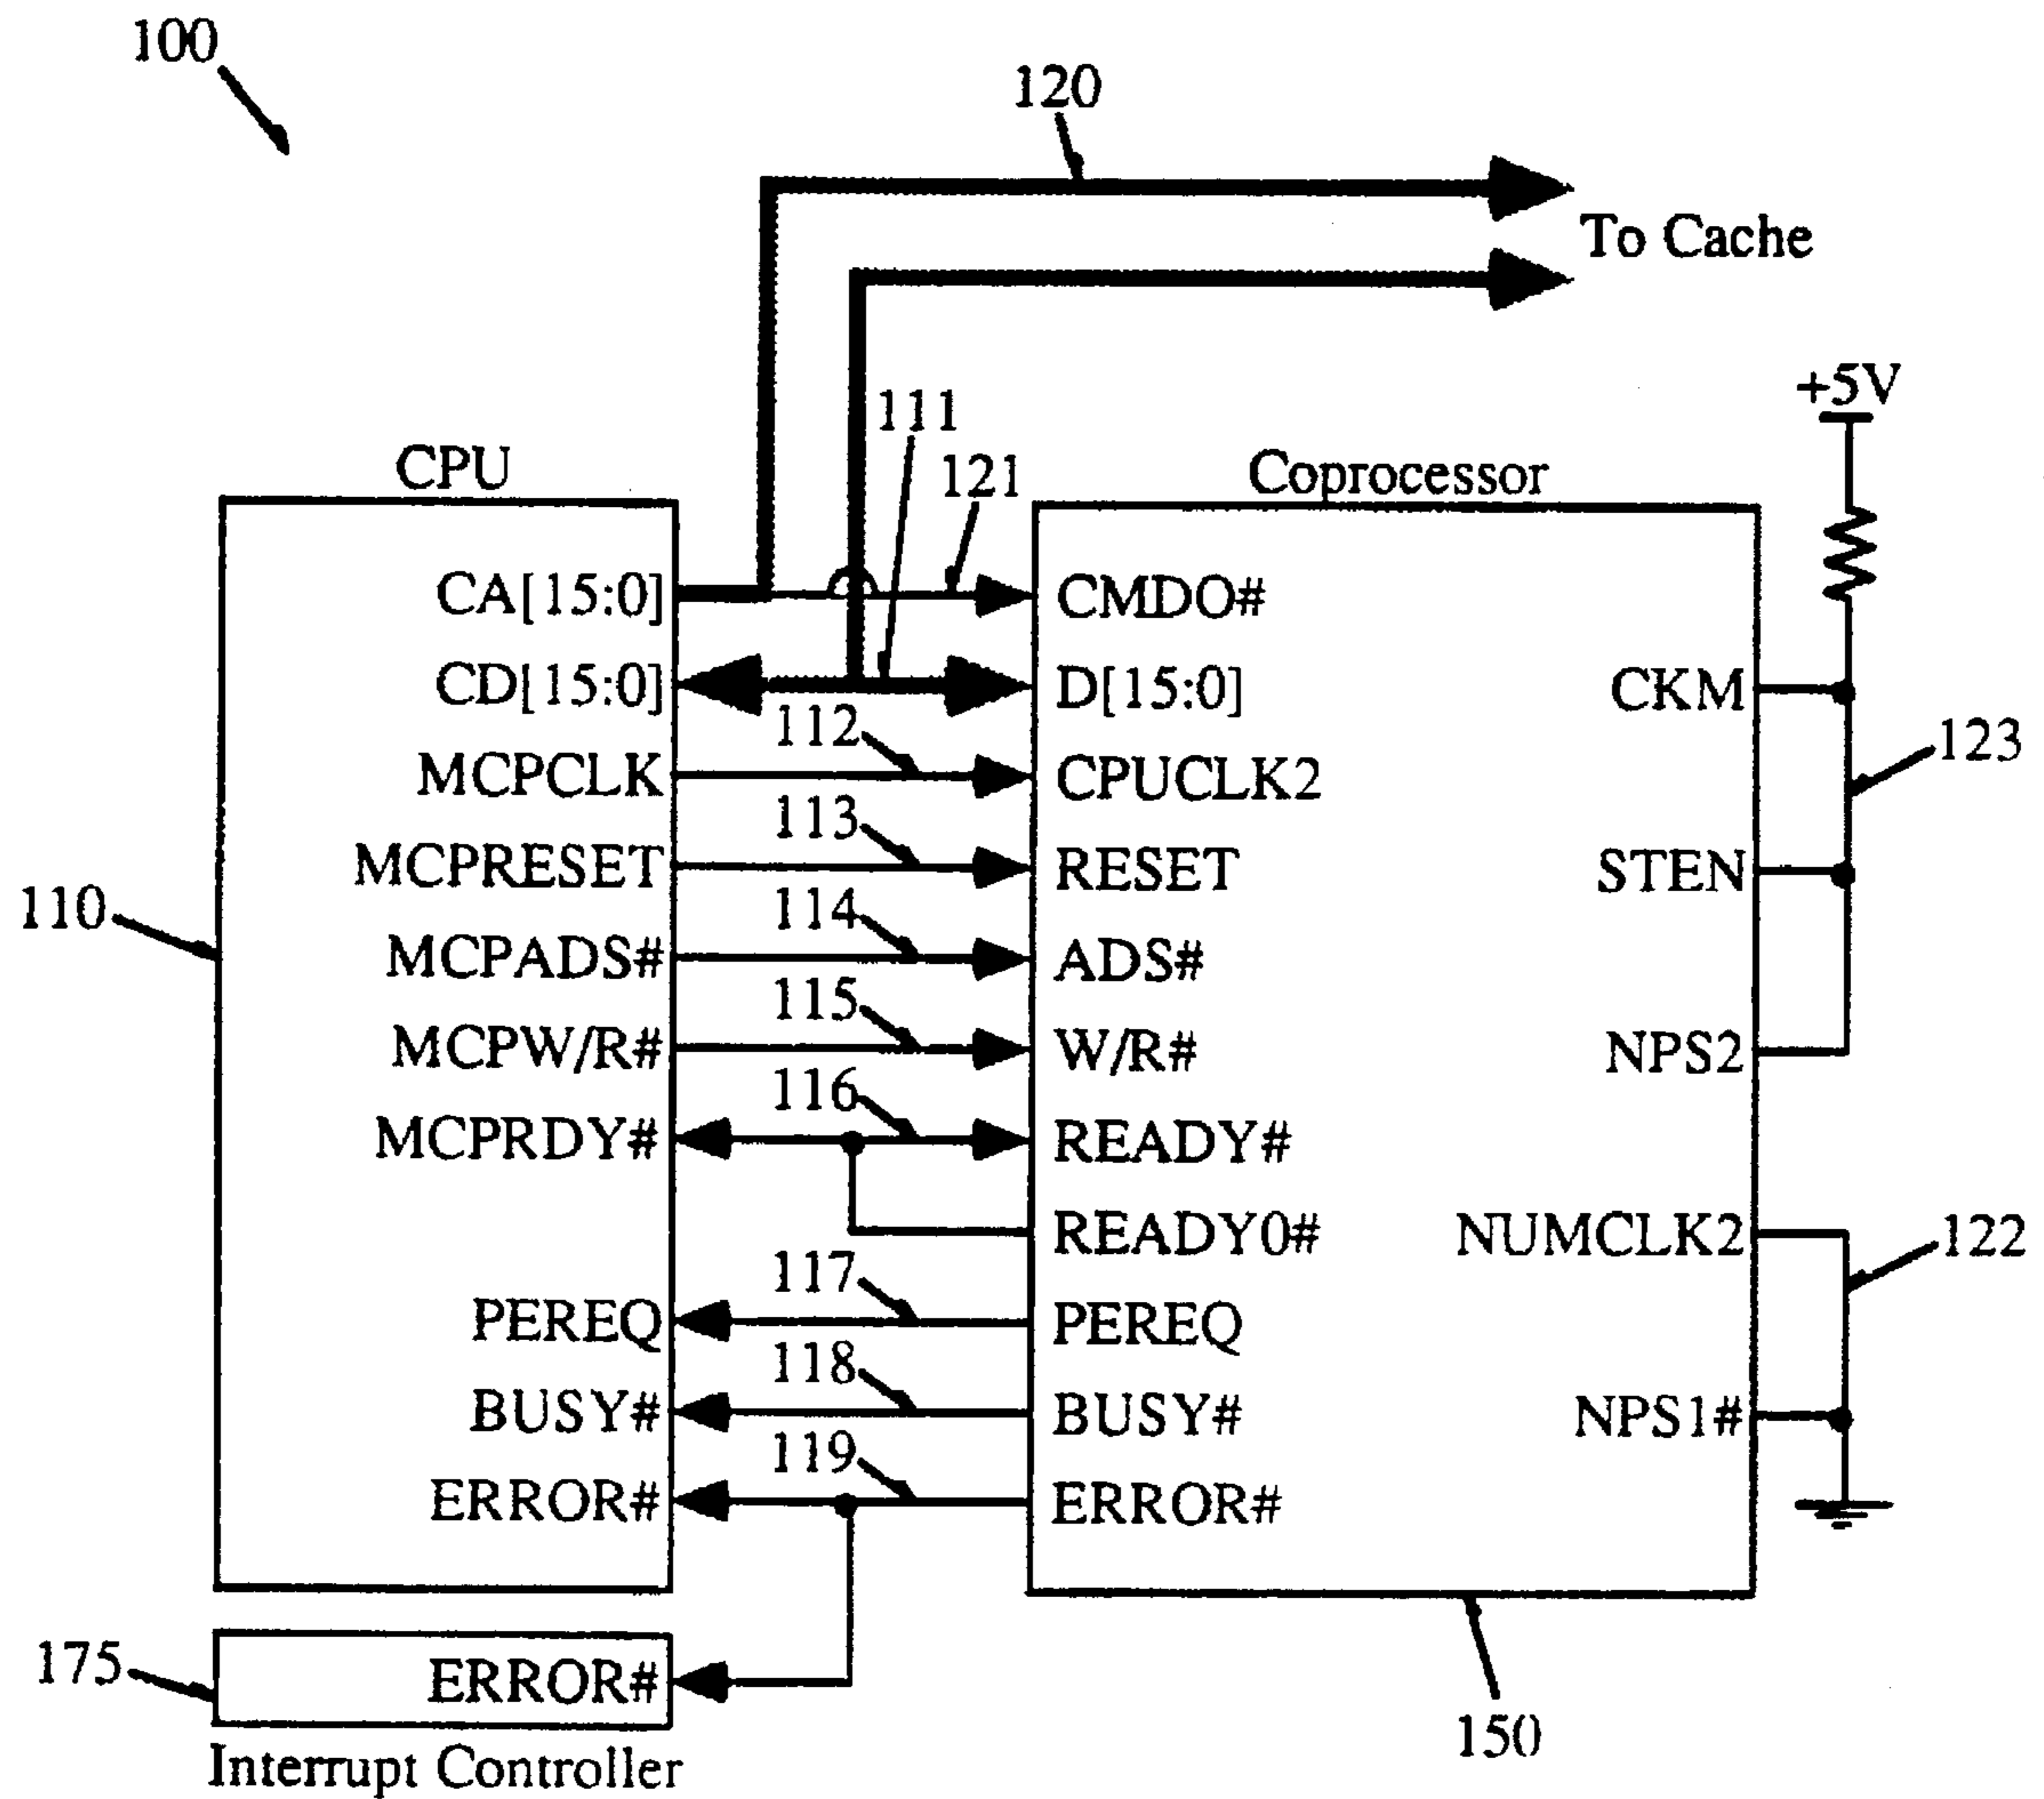 100
120
To Cache
+5V
111
121
CPU
Coprocessor
CA[15:0]
CMDO#
CD[15:0]
D[15:0]
CKM
112
123
MCPCLK
CPUCLK2
113
MCPRESET
RESET
STEN
110
114
MCPADS#
ADS#
115
MCPW/R#
W/R#
NPS2
116
MCPRDY#
READY#
READY0#
NUMCLK2
122
117
PEREQ
PEREQ
118
BUSY#
BUSY#
NPS1#
119
ERROR#
ERROR#
175
ERROR#
150
Interrupt Controller